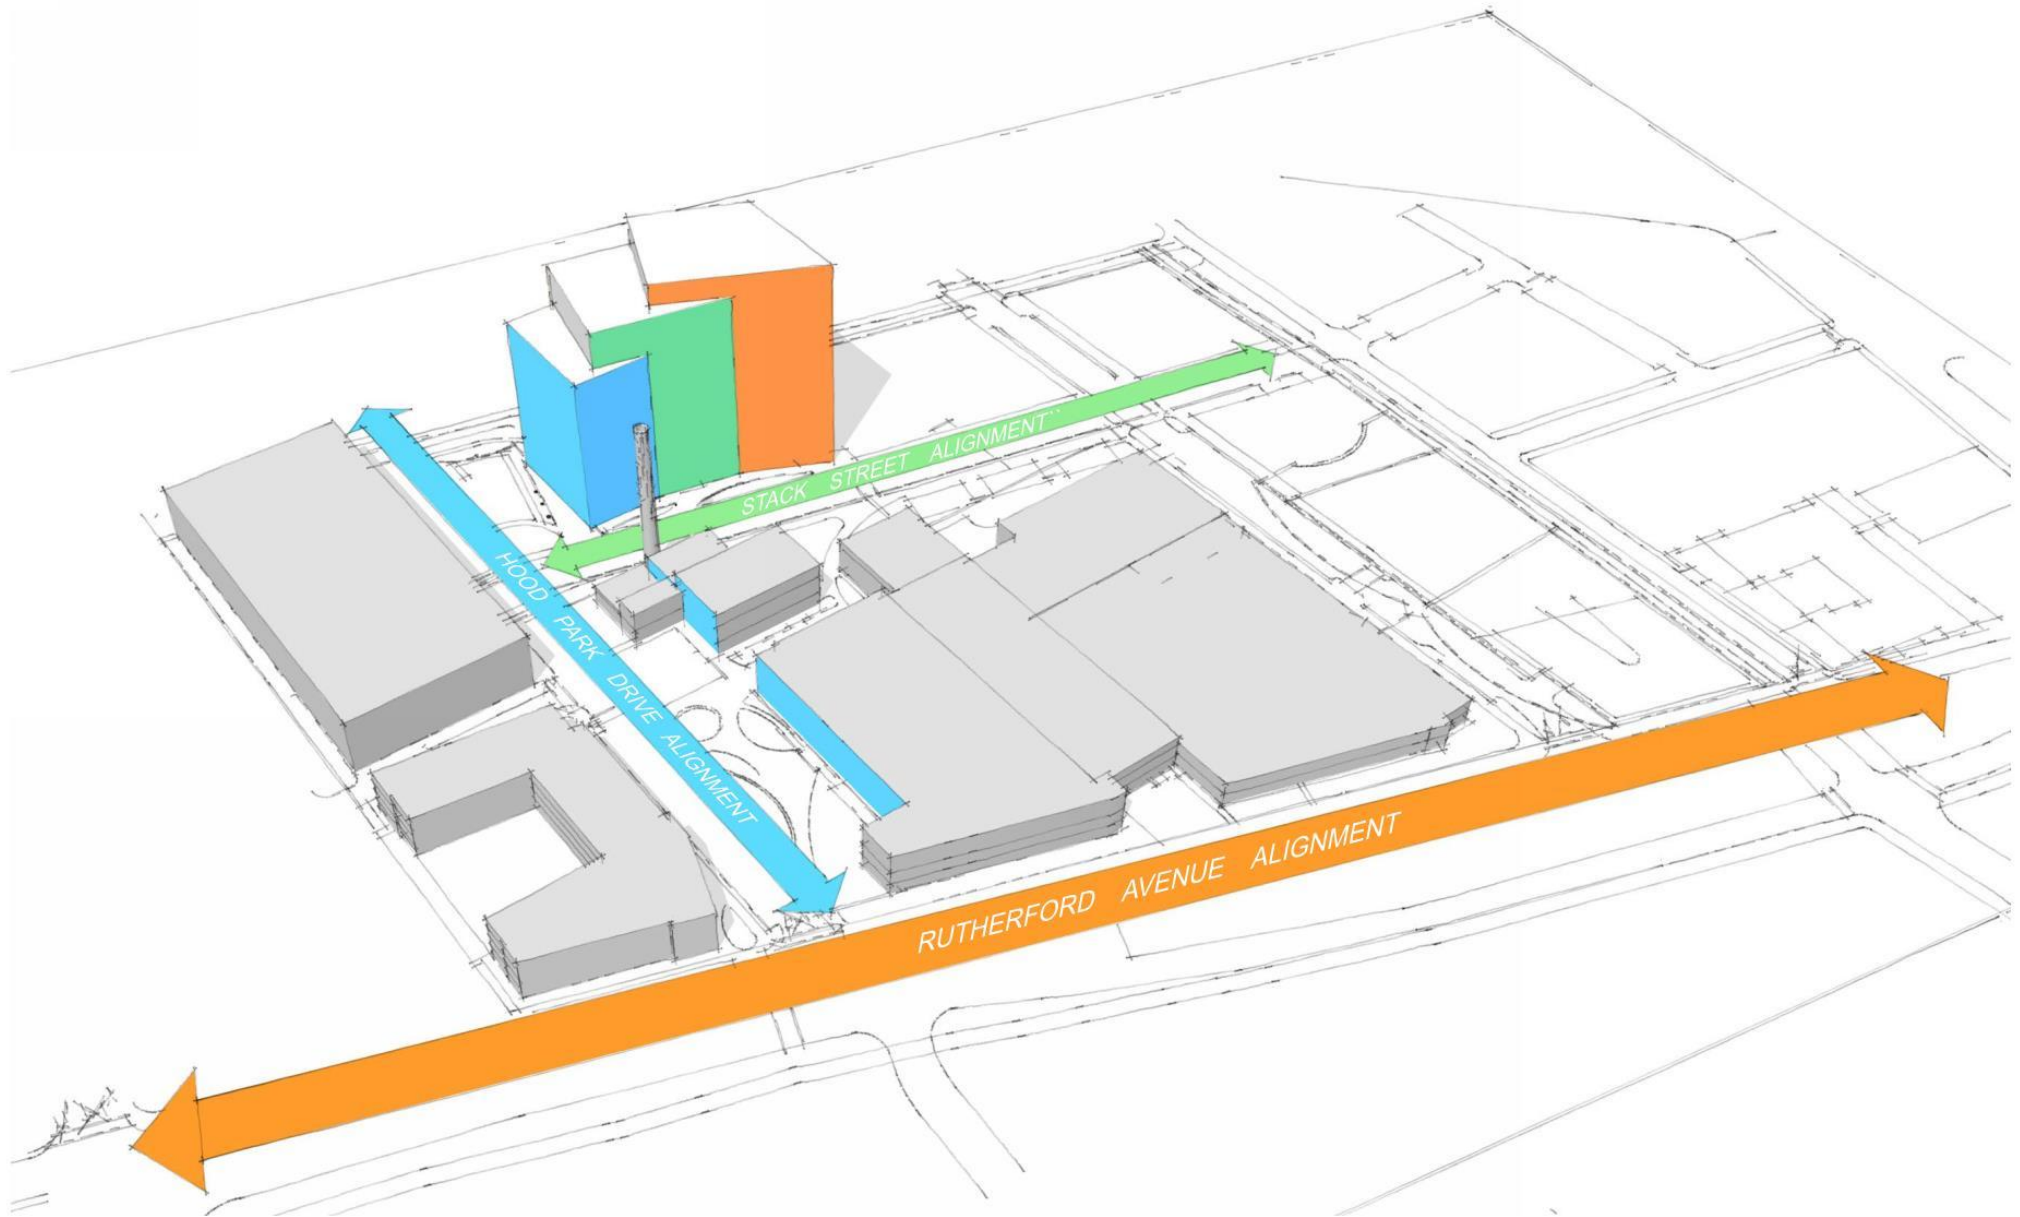 STACK STREET ALIGNMENT``
HOOD PARK DRIVE ALIGNMENT
RUTHERFORD AVENUE ALIGNMENT